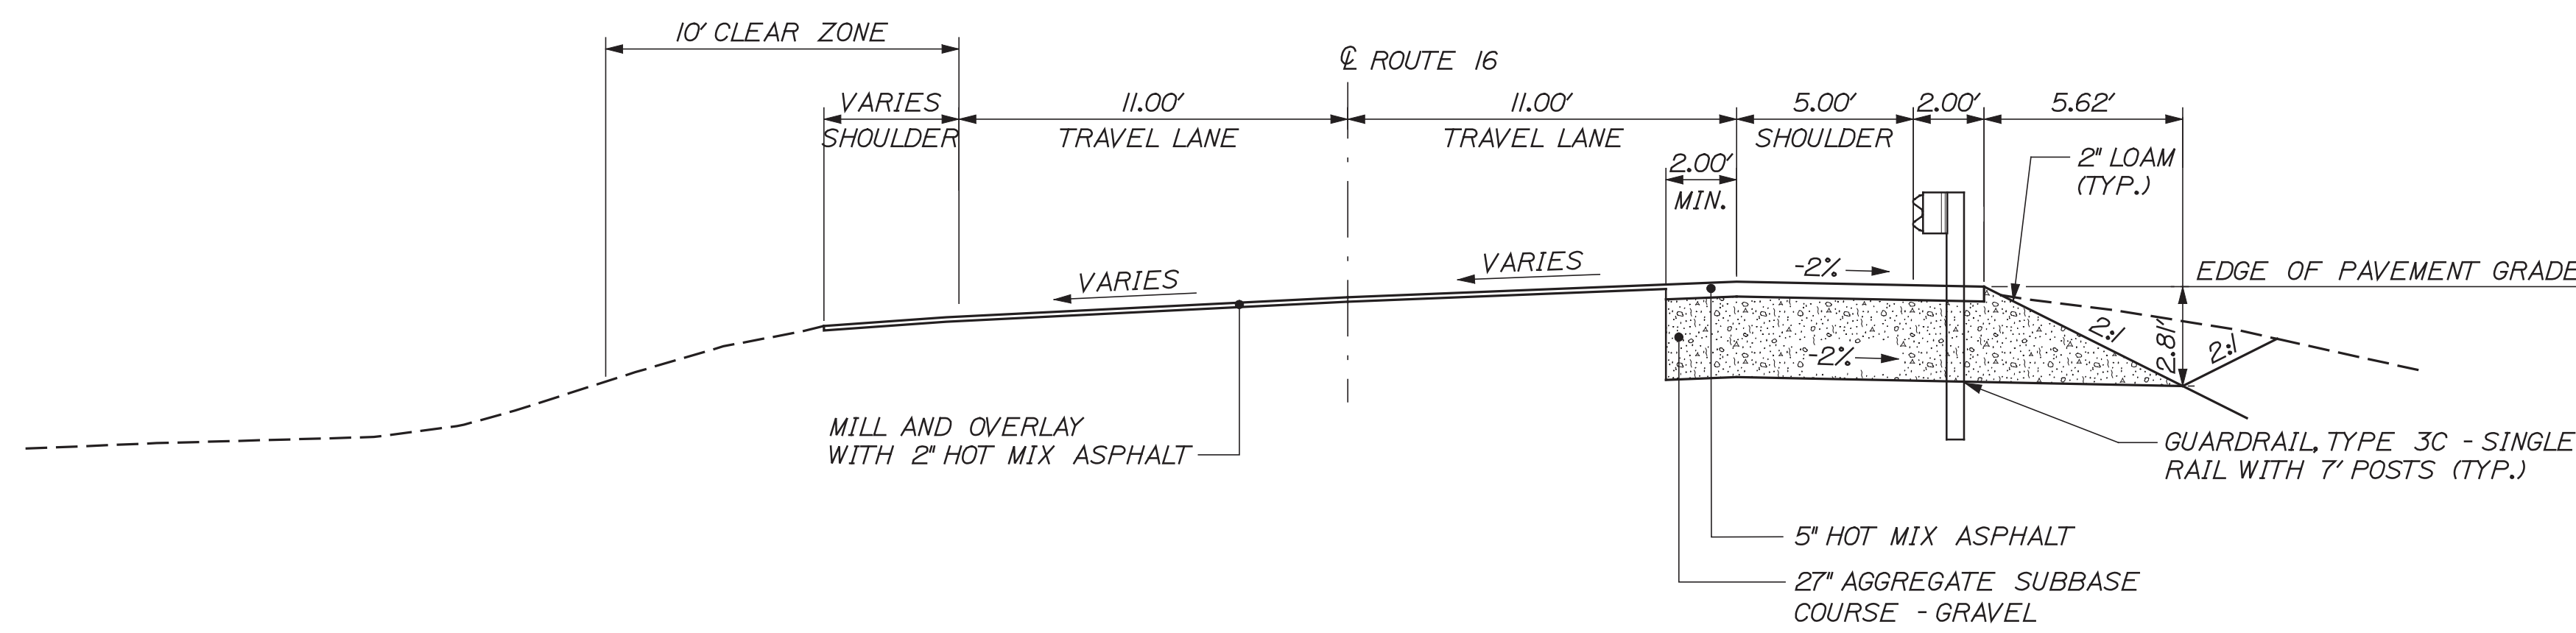 10' CLEAR ZONE
℄ ROUTE 16
VARIES
SHOULDER
11.00'
TRAVEL LANE
11.00'
TRAVEL LANE
5.00'
SHOULDER
2.00'
5.62'
2.00'
MIN.
2" LOAM
(TYP.)
VARIES
VARIES
-2%
EDGE OF PAVEMENT GRADE
2:1
2.81'
2:1
-2%
MILL AND OVERLAY
WITH 2" HOT MIX ASPHALT
GUARDRAIL, TYPE 3C - SINGLE
RAIL WITH 7' POSTS (TYP.)
5" HOT MIX ASPHALT
27" AGGREGATE SUBBASE
COURSE - GRAVEL